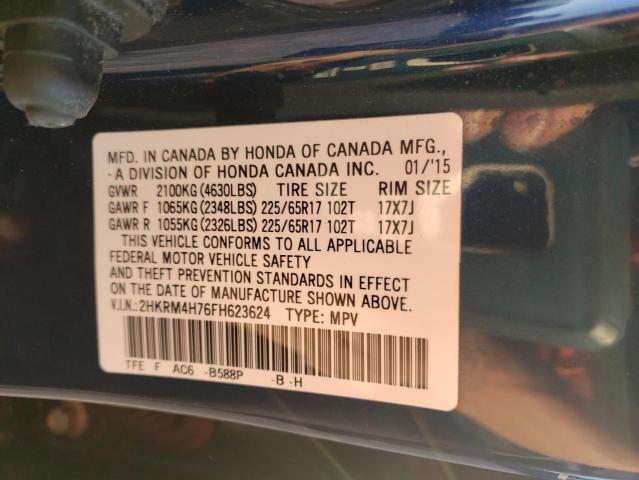 MFD. IN CANADA BY HONDA OF CANADA MFG.,
-A DIVISION OF HONDA CANADA INC. 01/'15
GVWR 2100KG (4630LBS) TIRE SIZE RIM SIZE
GAWR F 1065KG (2348LBS) 225/65R17 102T 17X7J
GAWR R 1055KG (2326LBS) 225/65R17 102T 17X7J
THIS VEHICLE CONFORMS TO ALL APPLICABLE
FEDERAL MOTOR VEHICLE SAFETY
AND THEFT PREVENTION STANDARDS IN EFFECT
ON THE DATE OF MANUFACTURE SHOWN ABOVE.
V.I.N.: 2HKRM4H76FH623624 TYPE: MPV
TFE F AC6 -B588P -B -H